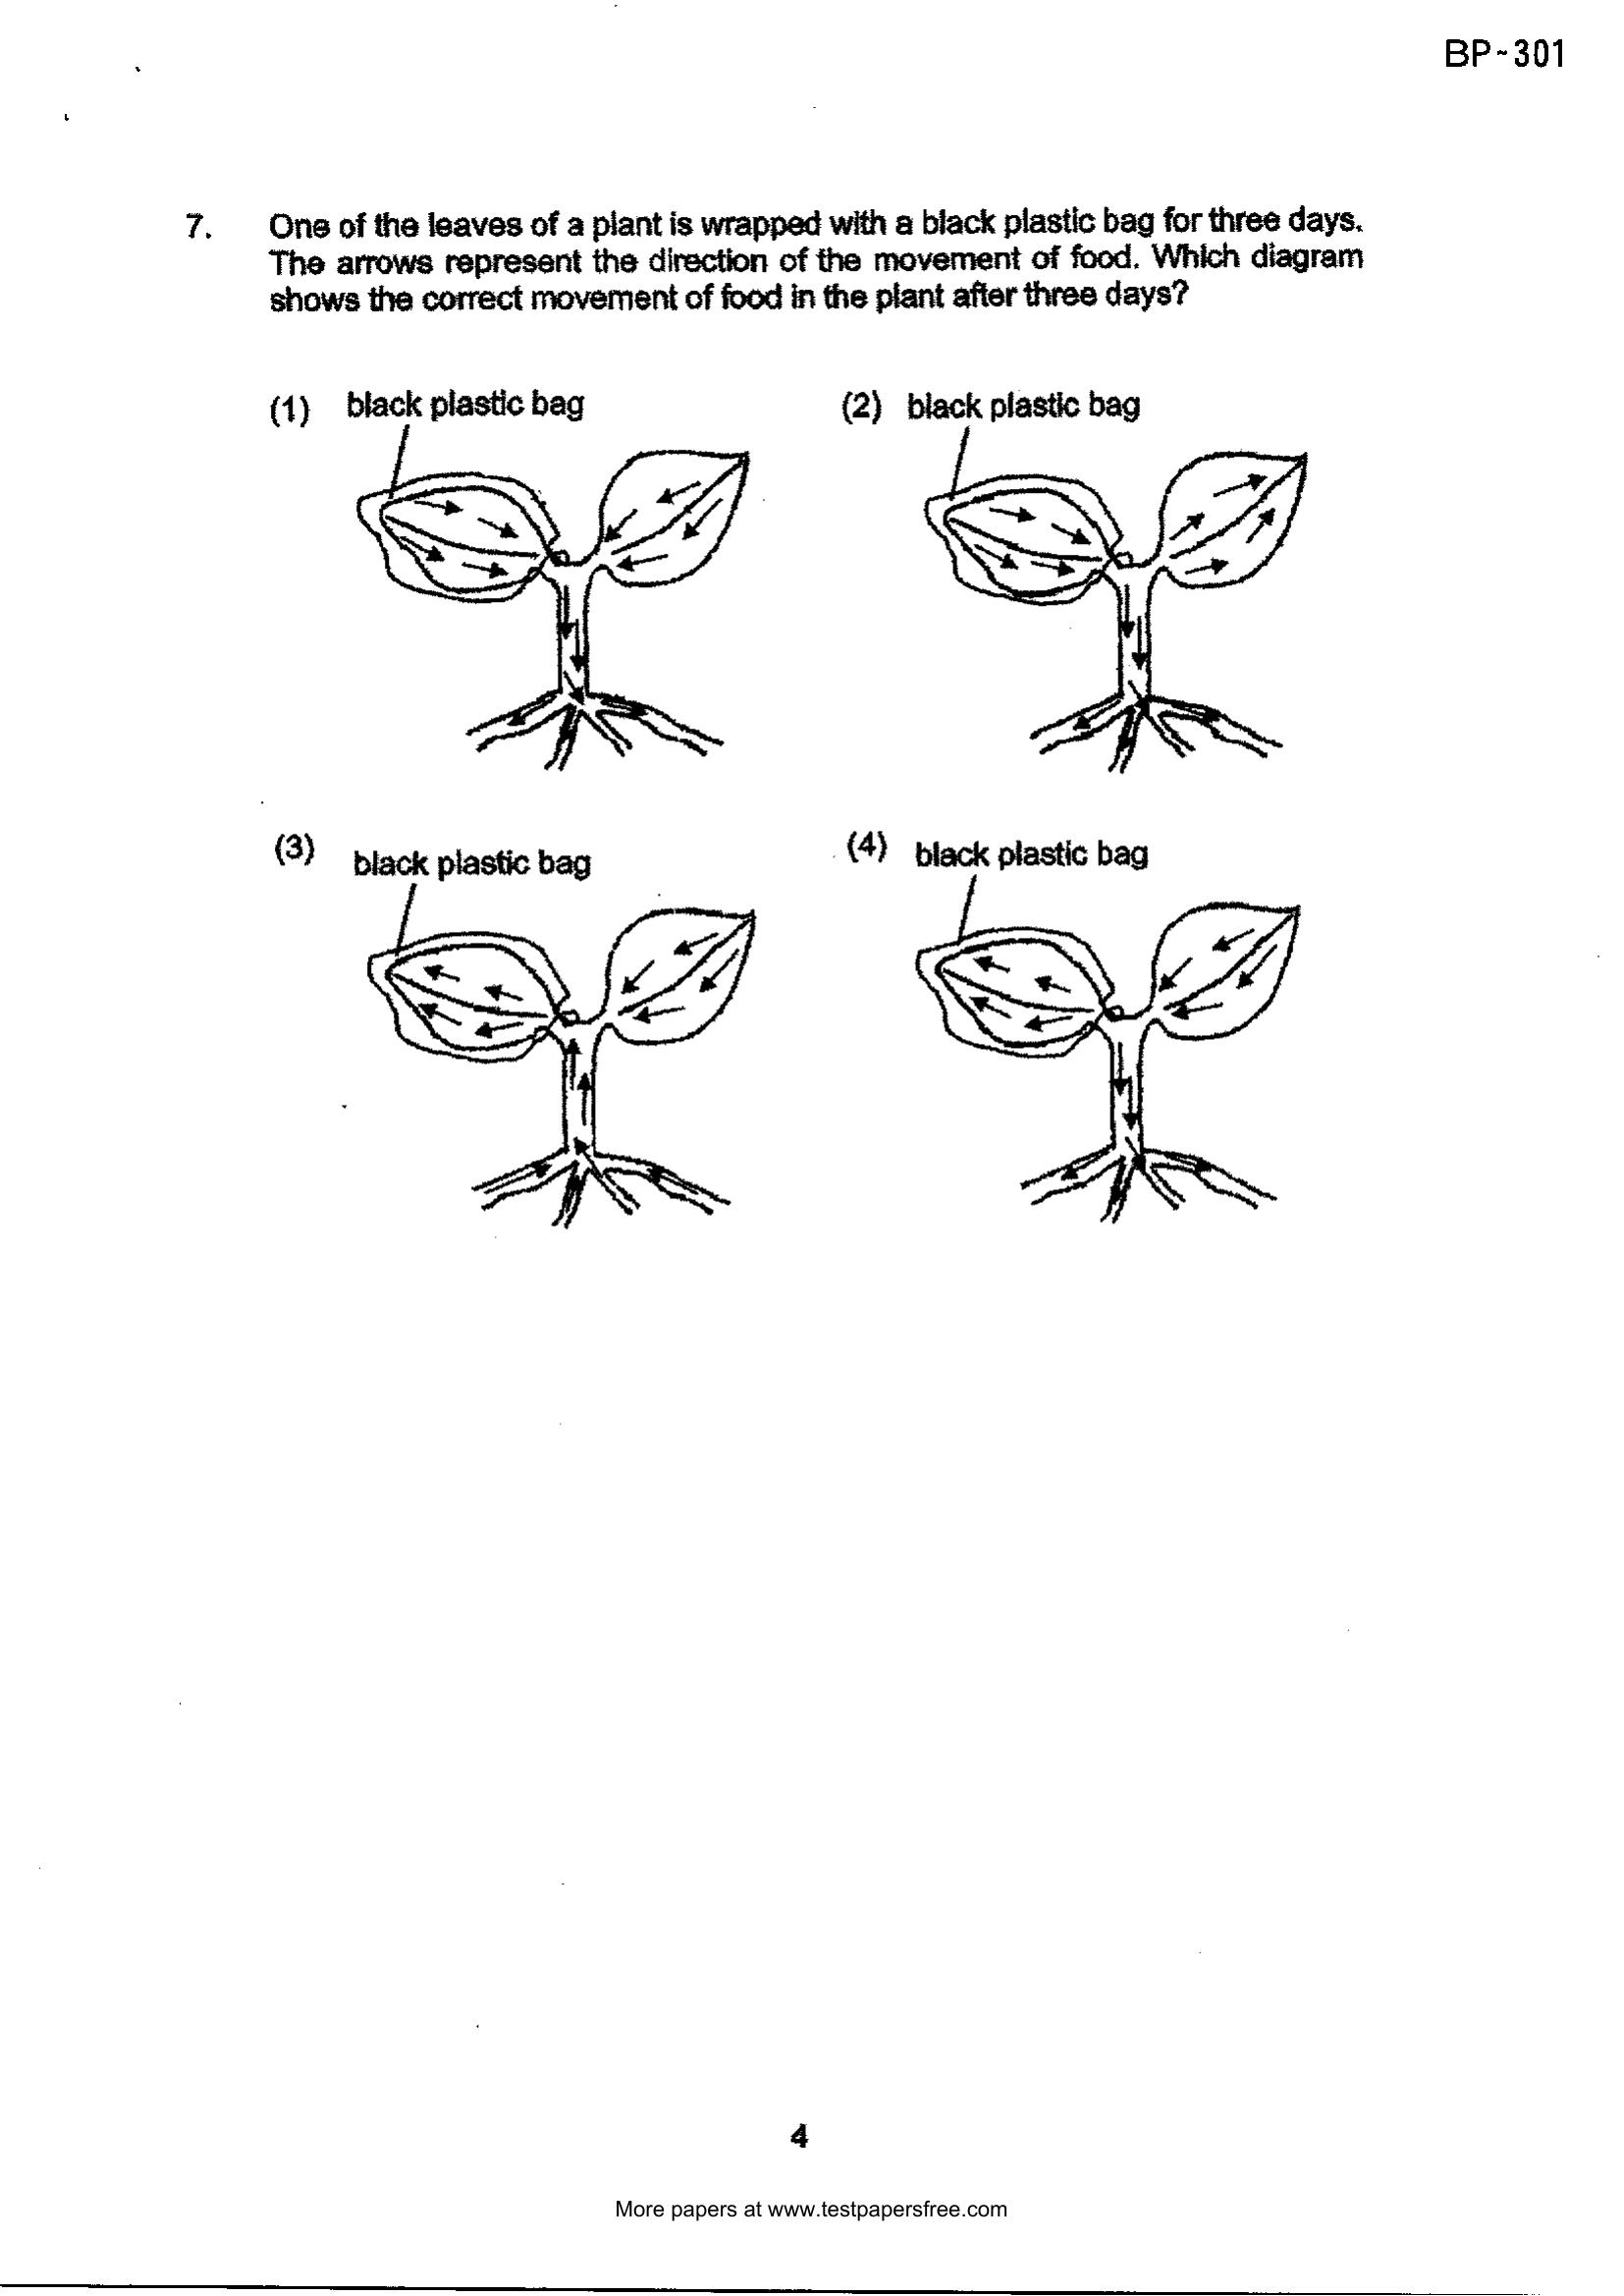 BP-301
7. One of the leaves of a plant is wrapped with a black plastic bag for three days.
The arrows represent the direction of the movement of food. Which diagram
shows the correct movement of food in the plant after three days?
(1) black plastic bag
(2) black plastic bag
(3) black plastic bag
(4) black plastic bag
4
More papers at www.testpapersfree.com